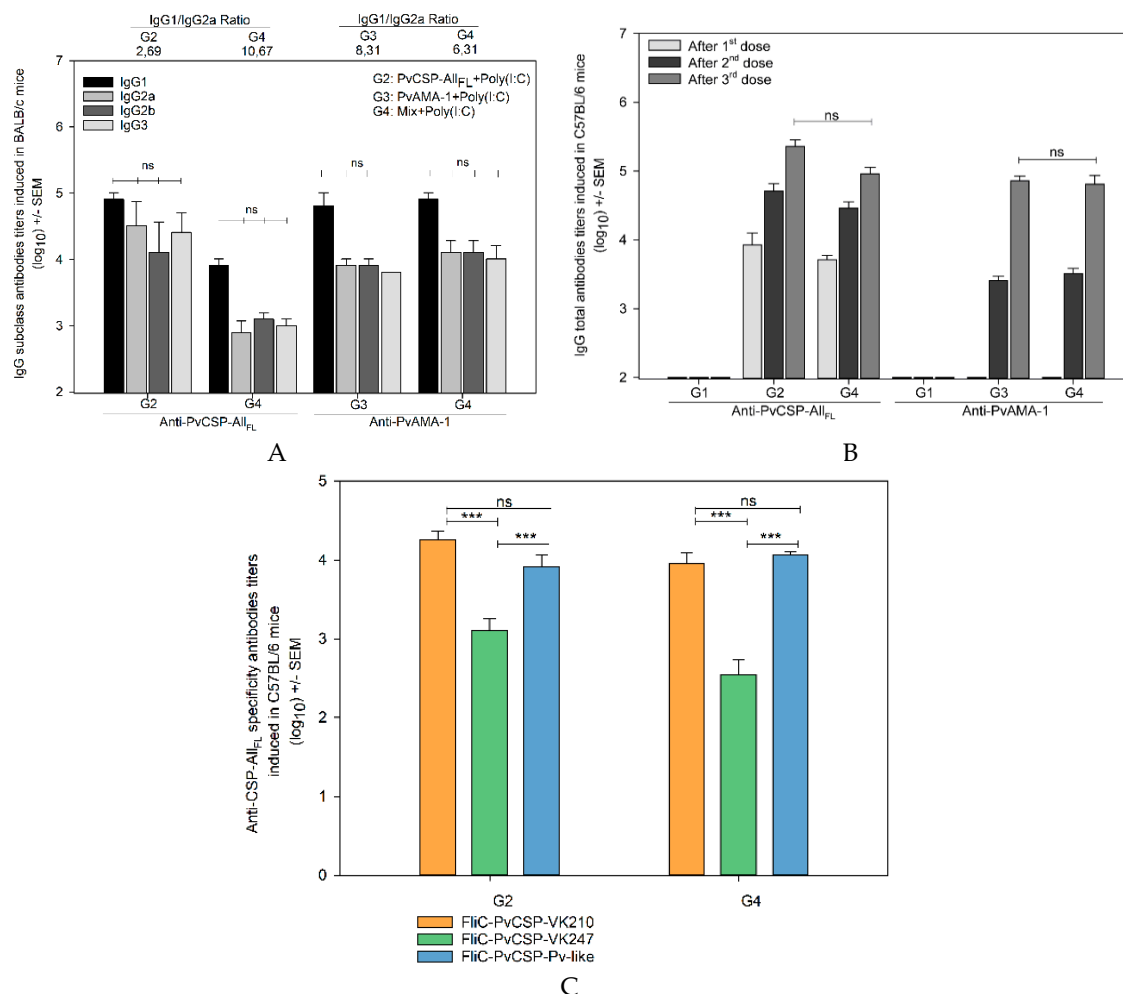 IgG1/IgG2a Ratio
G2 G4
2,69 10,67
IgG1/IgG2a Ratio
G3 G4
8,31 6,31
IgG subclass antibodies titers induced in BALB/c mice
(log10) +/- SEM
7
6
5
4
3
2
IgG1
IgG2a
IgG2b
IgG3
G2: PvCSP-AllFL+Poly(I:C)
G3: PvAMA-1+Poly(I:C)
G4: Mix+Poly(I:C)
ns
ns
ns
ns
G2 G4 G3 G4
Anti-PvCSP-AllFL Anti-PvAMA-1
A
IgG total antibodies titers induced in C57BL/6 mice
(log10) +/- SEM
7
6
5
4
3
2
After 1st dose
After 2nd dose
After 3rd dose
ns
ns
G1 G2 G4 G1 G3 G4
Anti-PvCSP-AllFL Anti-PvAMA-1
B
Anti-CSP-AllFL specificity antibodies titers
induced in C57BL/6 mice
(log10) +/- SEM
5
4
3
2
1
0
ns
***
***
ns
***
***
G2 G4
FliC-PvCSP-VK210
FliC-PvCSP-VK247
FliC-PvCSP-Pv-like
C